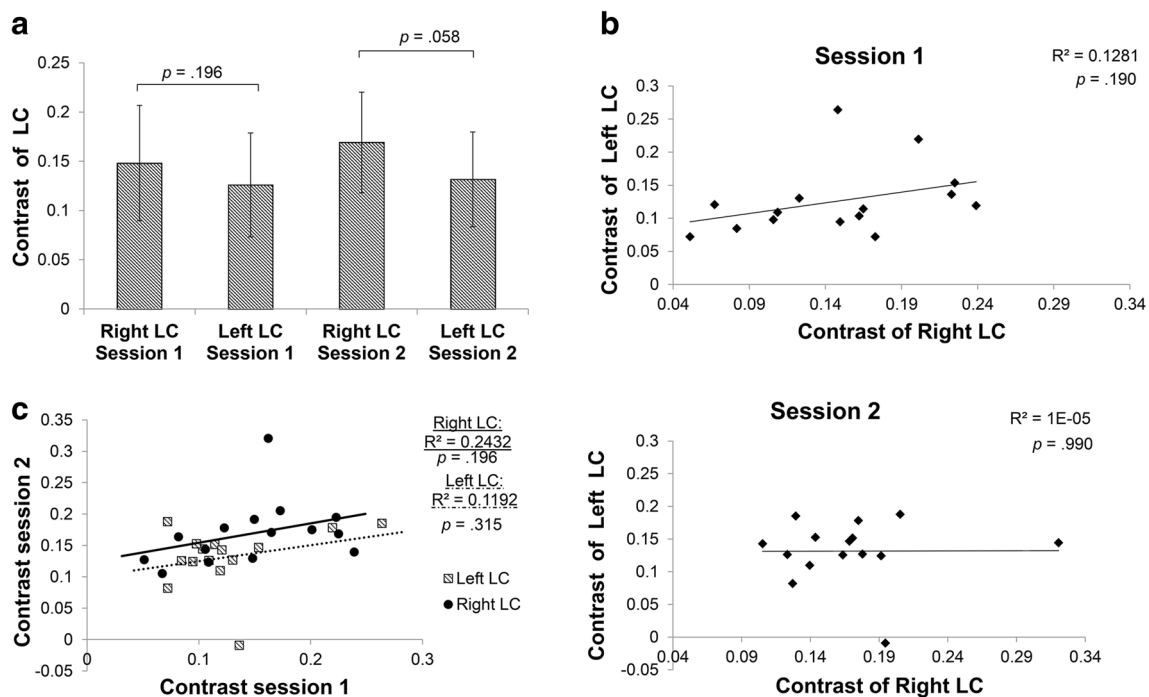 a
p = .058
p = .196
0.25
0.2
0.15
0.1
0.05
0
Contrast of LC
Right LC Session 1
Left LC Session 1
Right LC Session 2
Left LC Session 2
b
Session 1
R² = 0.1281
p = .190
0.3
0.25
0.2
0.15
0.1
0.05
0
Contrast of Left LC
0.04 0.09 0.14 0.19 0.24 0.29 0.34
Contrast of Right LC
c
0.35
0.3
0.25
0.2
0.15
0.1
0.05
0
-0.05
Contrast session 2
0 0.1 0.2 0.3
Contrast session 1
Right LC:
R² = 0.2432
p = .196
Left LC:
R² = 0.1192
p = .315
Left LC
Right LC
Session 2
R² = 1E-05
p = .990
0.3
0.25
0.2
0.15
0.1
0.05
0
-0.05
Contrast of Left LC
0.04 0.09 0.14 0.19 0.24 0.29 0.34
Contrast of Right LC